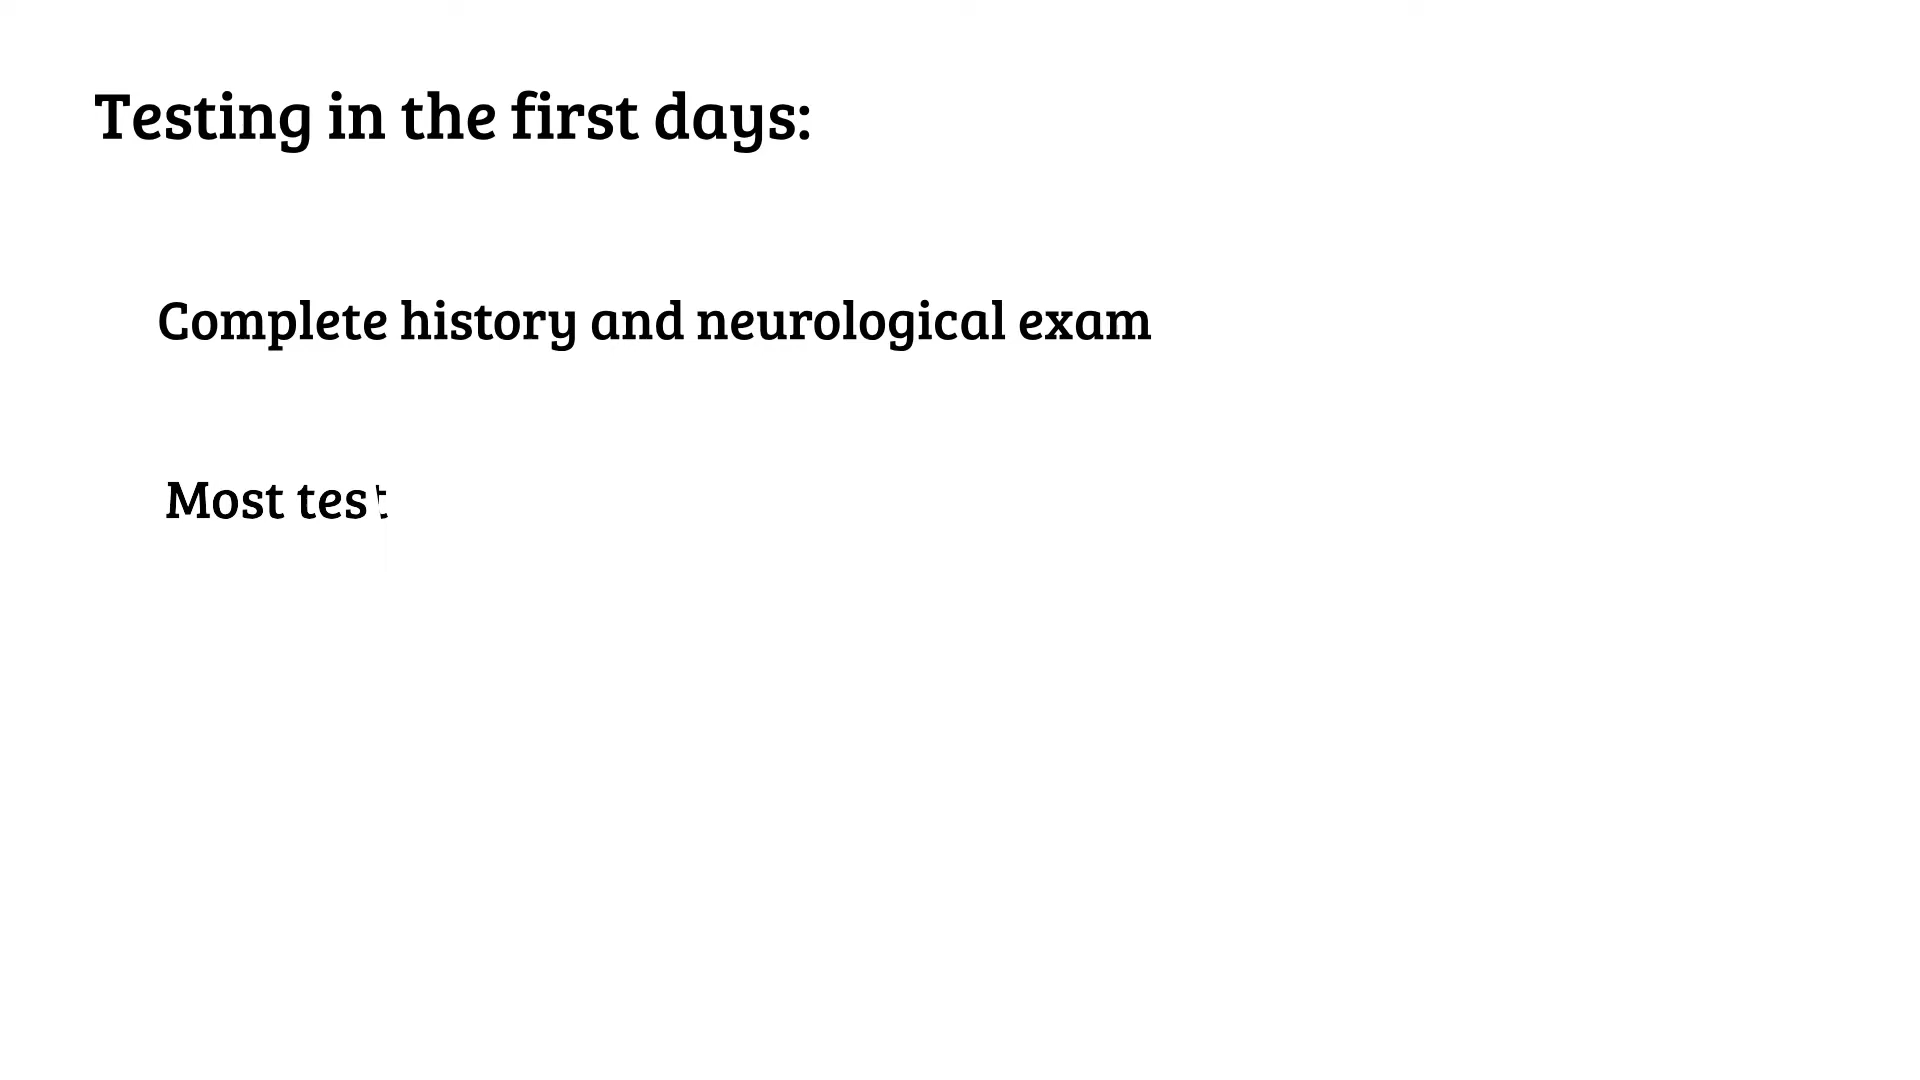 Testing in the first days:
Complete history and neurological exam
Most test